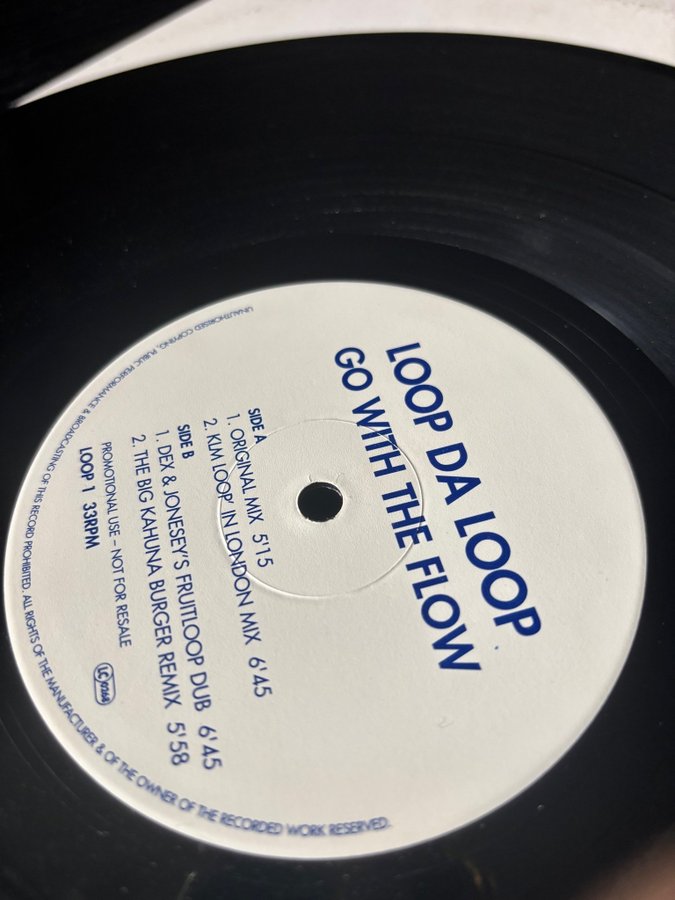 LOOP DA LOOP
GO WITH THE FLOW
SIDE A
1. ORIGINAL MIX 5'15
2. KLM LOOP' IN LONDON MIX 6'45
SIDE B
1. DEX & JONESEY'S FRUITLOOP DUB 6'45
2. THE BIG KAHUNA BURGER REMIX 5'58
PROMOTIONAL USE – NOT FOR RESALE
LOOP 1 33RPM
LC 0268
UNAUTHORISED COPYING, PUBLIC PERFORMANCE & BROADCASTING OF THIS RECORD PROHIBITED. ALL RIGHTS OF THE MANUFACTURER & OF THE OWNER OF THE RECORDED WORK RESERVED.